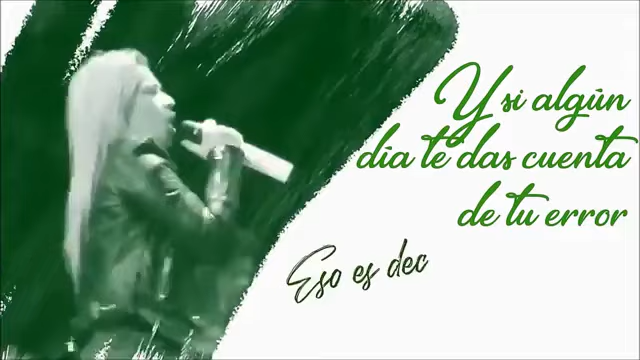 Y si algún
día te das cuenta
de tu error
Eso es dec